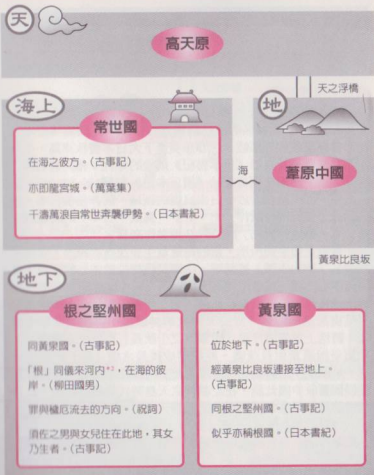 天
高天原
天之浮橋
海上
常世國
在海之彼方。(古事記)
亦即龍宮城。(萬葉集)
千濤萬浪自常世奔襲伊勢。(日本書紀)
海
地
葦原中國
黃泉比良坂
地下
根之堅州國
同黃泉國。(古事記)
「根」同儀來河内*²,在海的彼
岸。(柳田國男)
罪與穢厄流去的方向。(祝詞)
須佐之男與女兒住在此地,其女
乃生者。(古事記)
黃泉國
位於地下。(古事記)
經黃泉比良坂連接至地上。
(古事記)
同根之堅州國。(古事記)
似乎亦稱根國。(日本書紀)